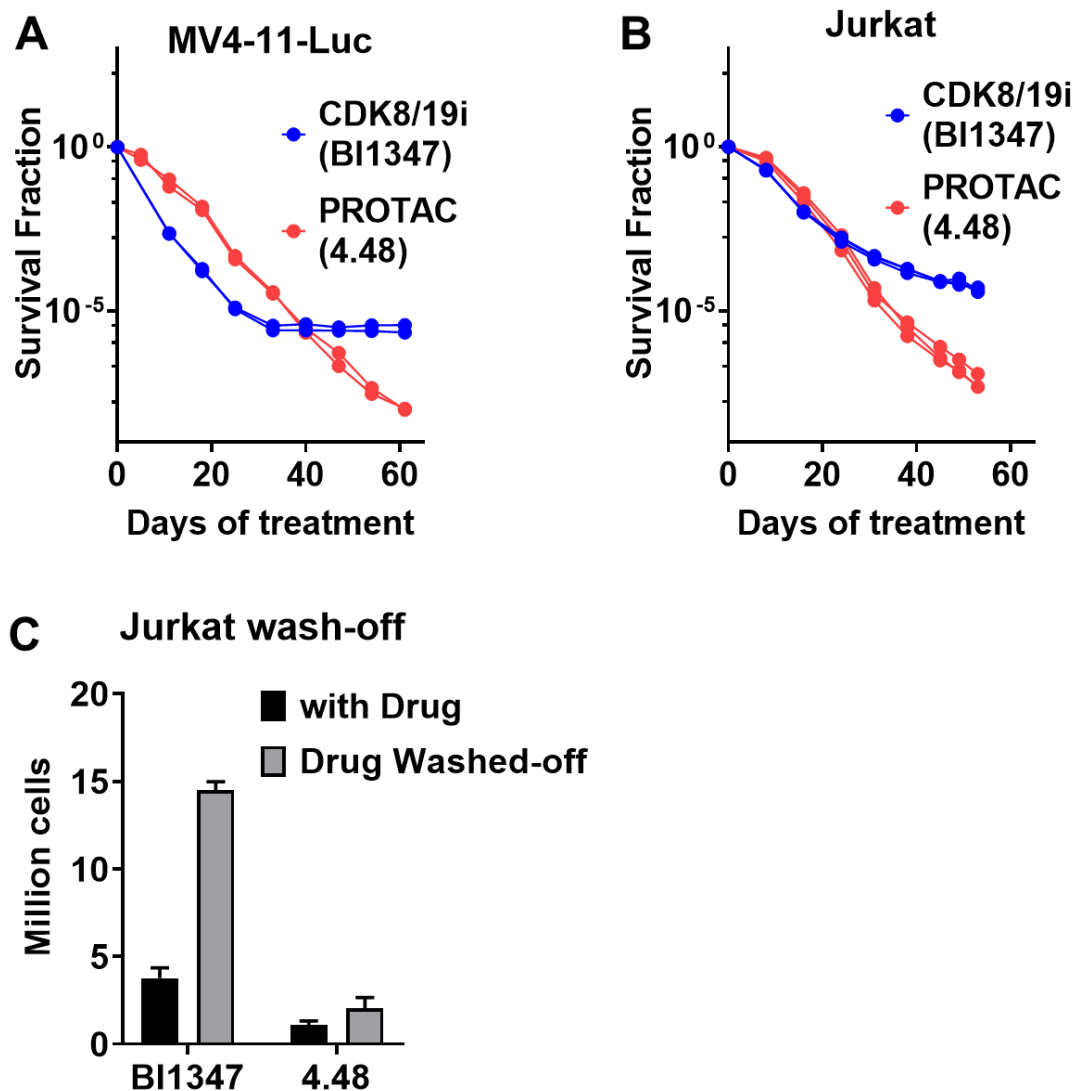 A
MV4-11-Luc
CDK8/19i
(BI1347)
PROTAC
(4.48)
Survival Fraction
10⁰
10⁻⁵
0 20 40 60
Days of treatment
B
Jurkat
CDK8/19i
(BI1347)
PROTAC
(4.48)
Survival Fraction
10⁰
10⁻⁵
0 20 40 60
Days of treatment
C
Jurkat wash-off
with Drug
Drug Washed-off
Million cells
20
15
10
5
0
BI1347 4.48